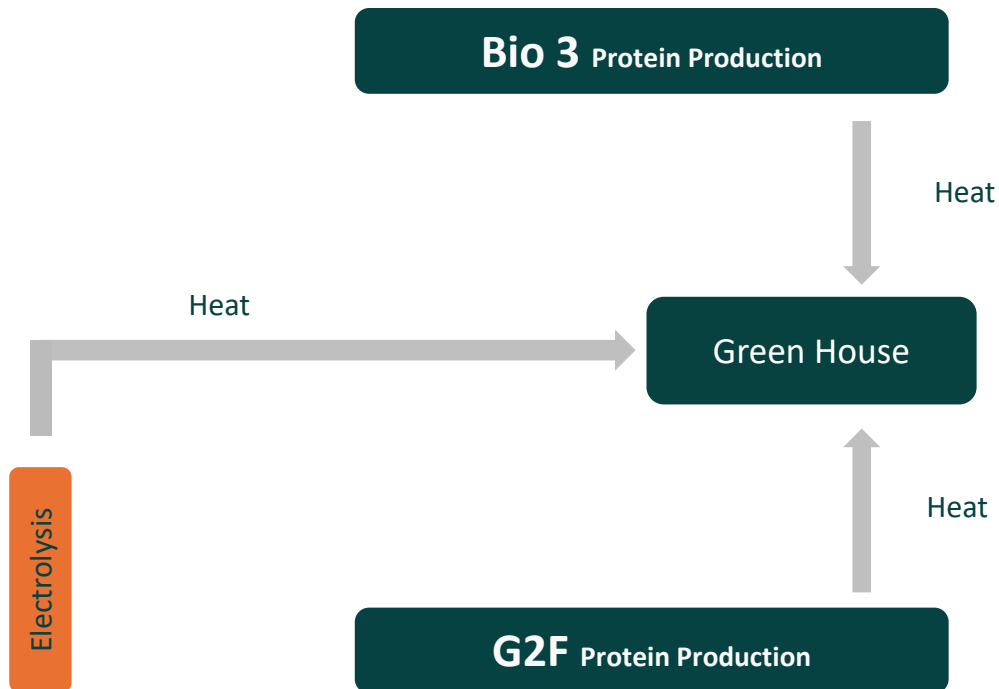 Bio 3 Protein Production
Heat
Heat
Green House
Heat
Electrolysis
G2F Protein Production